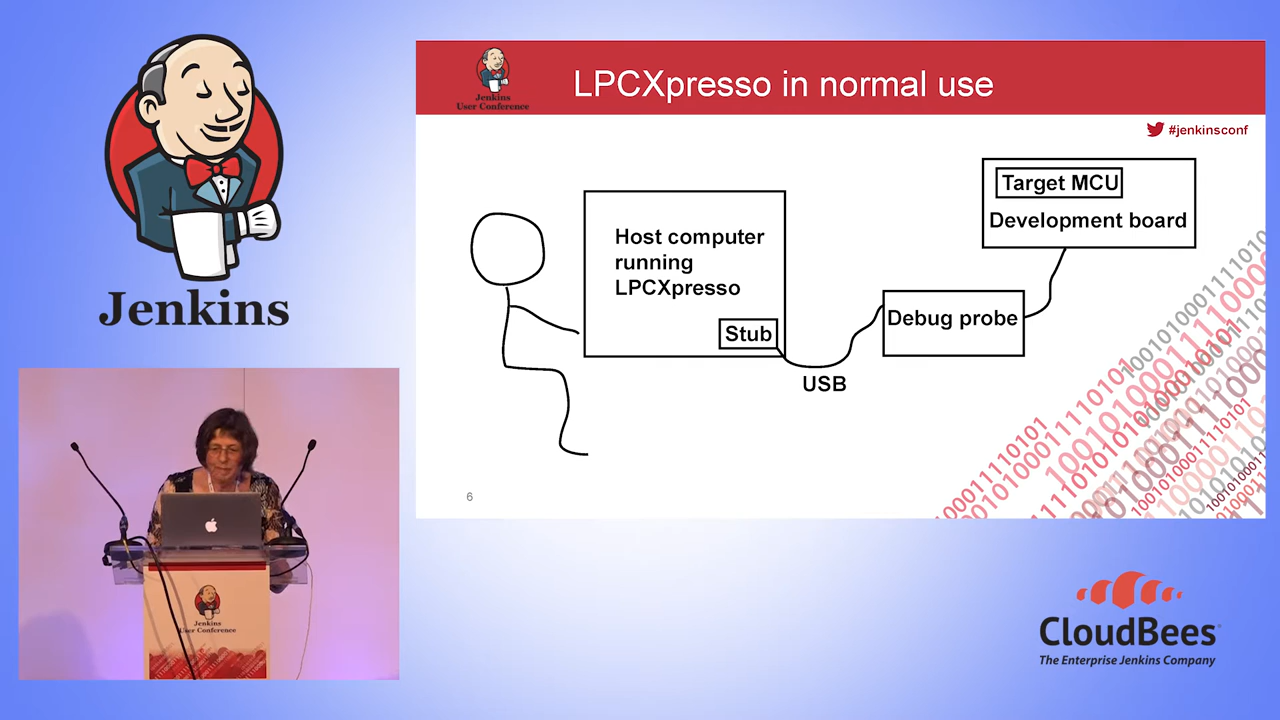 Jenkins
Jenkins
User Conference
LPCXpresso in normal use
#jenkinsconf
Target MCU
Development board
Host computer
running
LPCXpresso
Stub
Debug probe
USB
6
Jenkins
User Conference
CloudBees
The Enterprise Jenkins Company